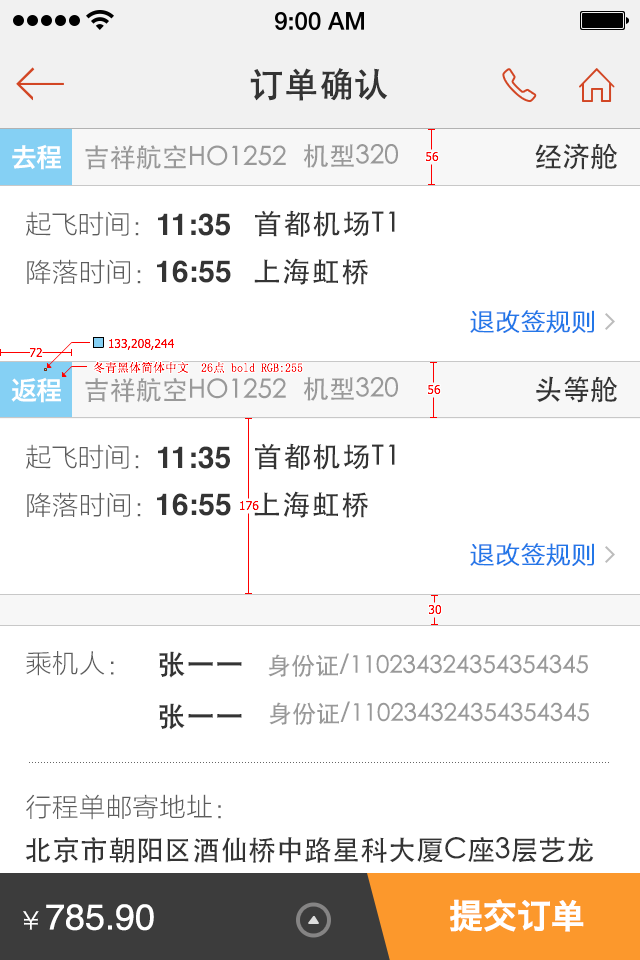 9:00 AM
订单确认
去程 吉祥航空HO1252 机型320 56 经济舱
起飞时间: 11:35 首都机场T1
降落时间: 16:55 上海虹桥
退改签规则
133,208,244
72
冬青黑体简体中文 26点 bold RGB:255
返程 吉祥航空HO1252 机型320 56 头等舱
起飞时间: 11:35 首都机场T1
降落时间: 16:55 176 上海虹桥
退改签规则
30
乘机人: 张一一 身份证/110234324354354345
张一一 身份证/110234324354354345
行程单邮寄地址:
北京市朝阳区酒仙桥中路星科大厦C座3层艺龙
¥785.90 提交订单